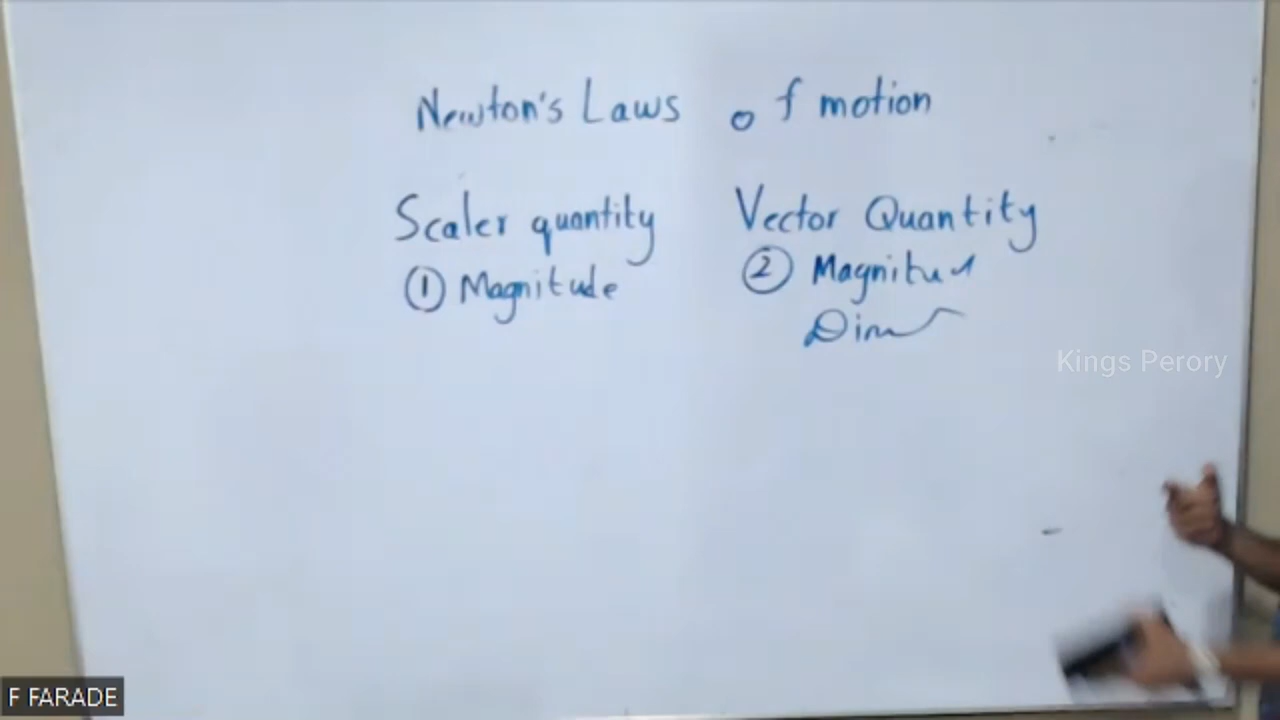 Newton's Laws of motion
Scaler quantity Vector Quantity
① Magnitude ② Magnitud
Kings Perory
F FARADE